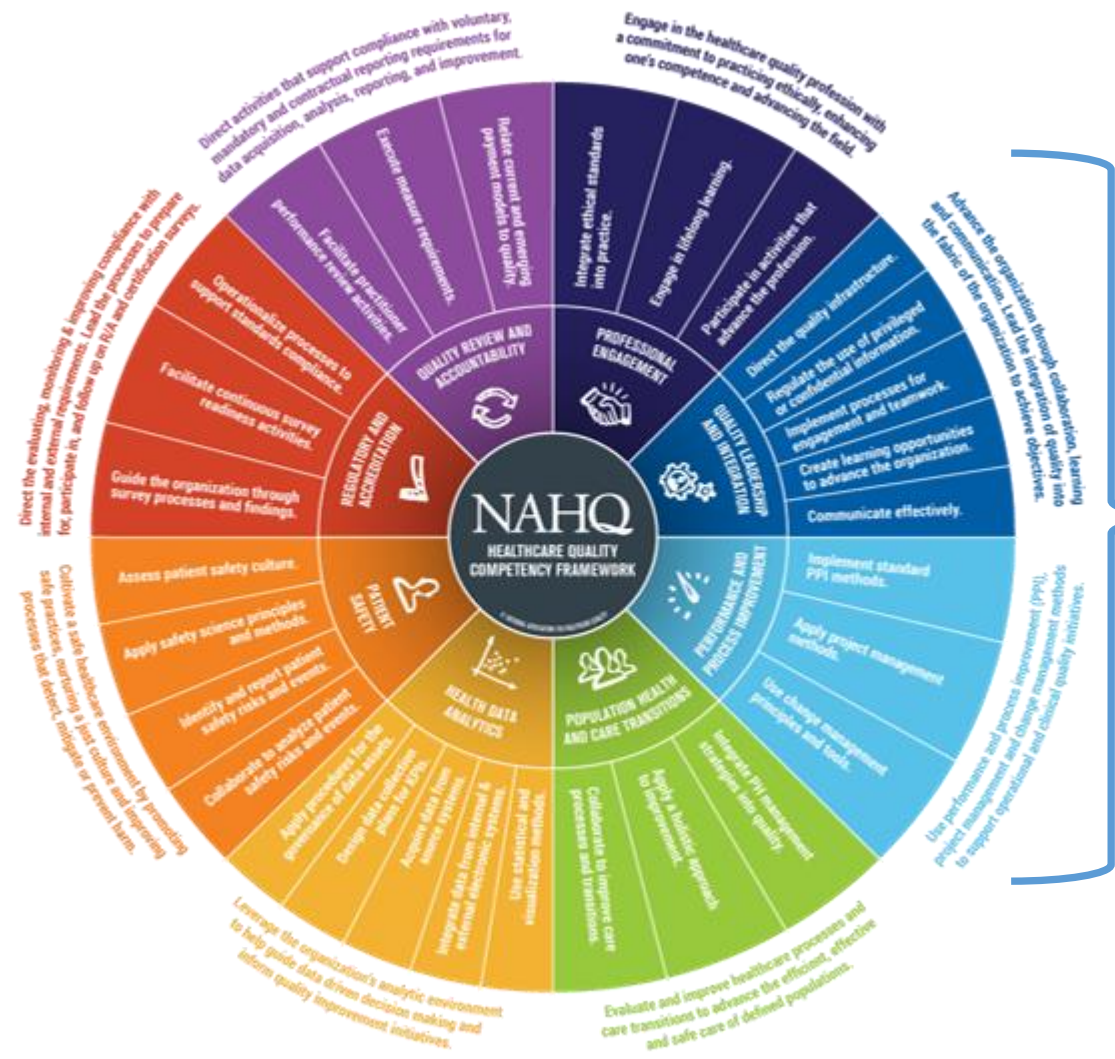 NAHQ
HEALTHCARE QUALITY
COMPETENCY FRAMEWORK
Engage in the healthcare quality profession with
a commitment to practicing ethically, enhancing
one's competence and advancing the field.
PROFESSIONAL
ENGAGEMENT
Integrate ethical standards
into practice.
Engage in lifelong learning.
Participate in activities that
advance the profession.
Advance the organization through collaboration, learning
and communication. Lead the integration of quality into
the fabric of the organization to achieve objectives.
QUALITY LEADERSHIP
AND INTEGRATION
Direct the quality infrastructure.
Regulate the use of privileged
or confidential information.
Implement processes for
engagement and teamwork.
Create learning opportunities
to advance the organization.
Communicate effectively.
Use performance and process improvement (PPI),
project management and change management methods
to support operational and clinical quality initiatives.
PERFORMANCE AND
PROCESS IMPROVEMENT
Implement standard
PPI methods.
Apply project management
methods.
Use change management
principles and tools.
Evaluate and improve healthcare processes and
care transitions to advance the efficient, effective
and safe care of defined populations.
POPULATION HEALTH
AND CARE TRANSITIONS
Integrate PH management
strategies into quality.
Apply a holistic approach
to improvement.
Collaborate to improve care
processes and transitions.
Leverage the organization's analytic environment
to help guide data driven decision making and
inform quality improvement initiatives.
HEALTH DATA
ANALYTICS
Use statistical and
visualization methods.
Integrate data from internal &
external electronic systems.
Acquire data from
source systems.
Design data collection
plans for KPIs.
Apply procedures for the
governance of data assets.
Cultivate a safe healthcare environment by promoting
safe practices, nurturing a just culture and improving
processes that detect, mitigate or prevent harm.
PATIENT
SAFETY
Collaborate to analyze patient
safety risks and events.
Identify and report patient
safety risks and events.
Apply safety science principles
and methods.
Assess patient safety culture.
Direct the evaluating, monitoring & improving compliance with
internal and external requirements. Lead the processes to prepare
for, participate in, and follow up on R/A and certification surveys.
REGULATORY AND
ACCREDITATION
Guide the organization through
survey processes and findings.
Facilitate continuous survey
readiness activities.
Operationalize processes to
support standards compliance.
Direct activities that support compliance with voluntary,
mandatory and contractual reporting requirements for
data acquisition, analysis, reporting, and improvement.
QUALITY REVIEW AND
ACCOUNTABILITY
Facilitate practitioner
performance review activities.
Execute measure requirements.
Relate current and emerging
payment models to quality